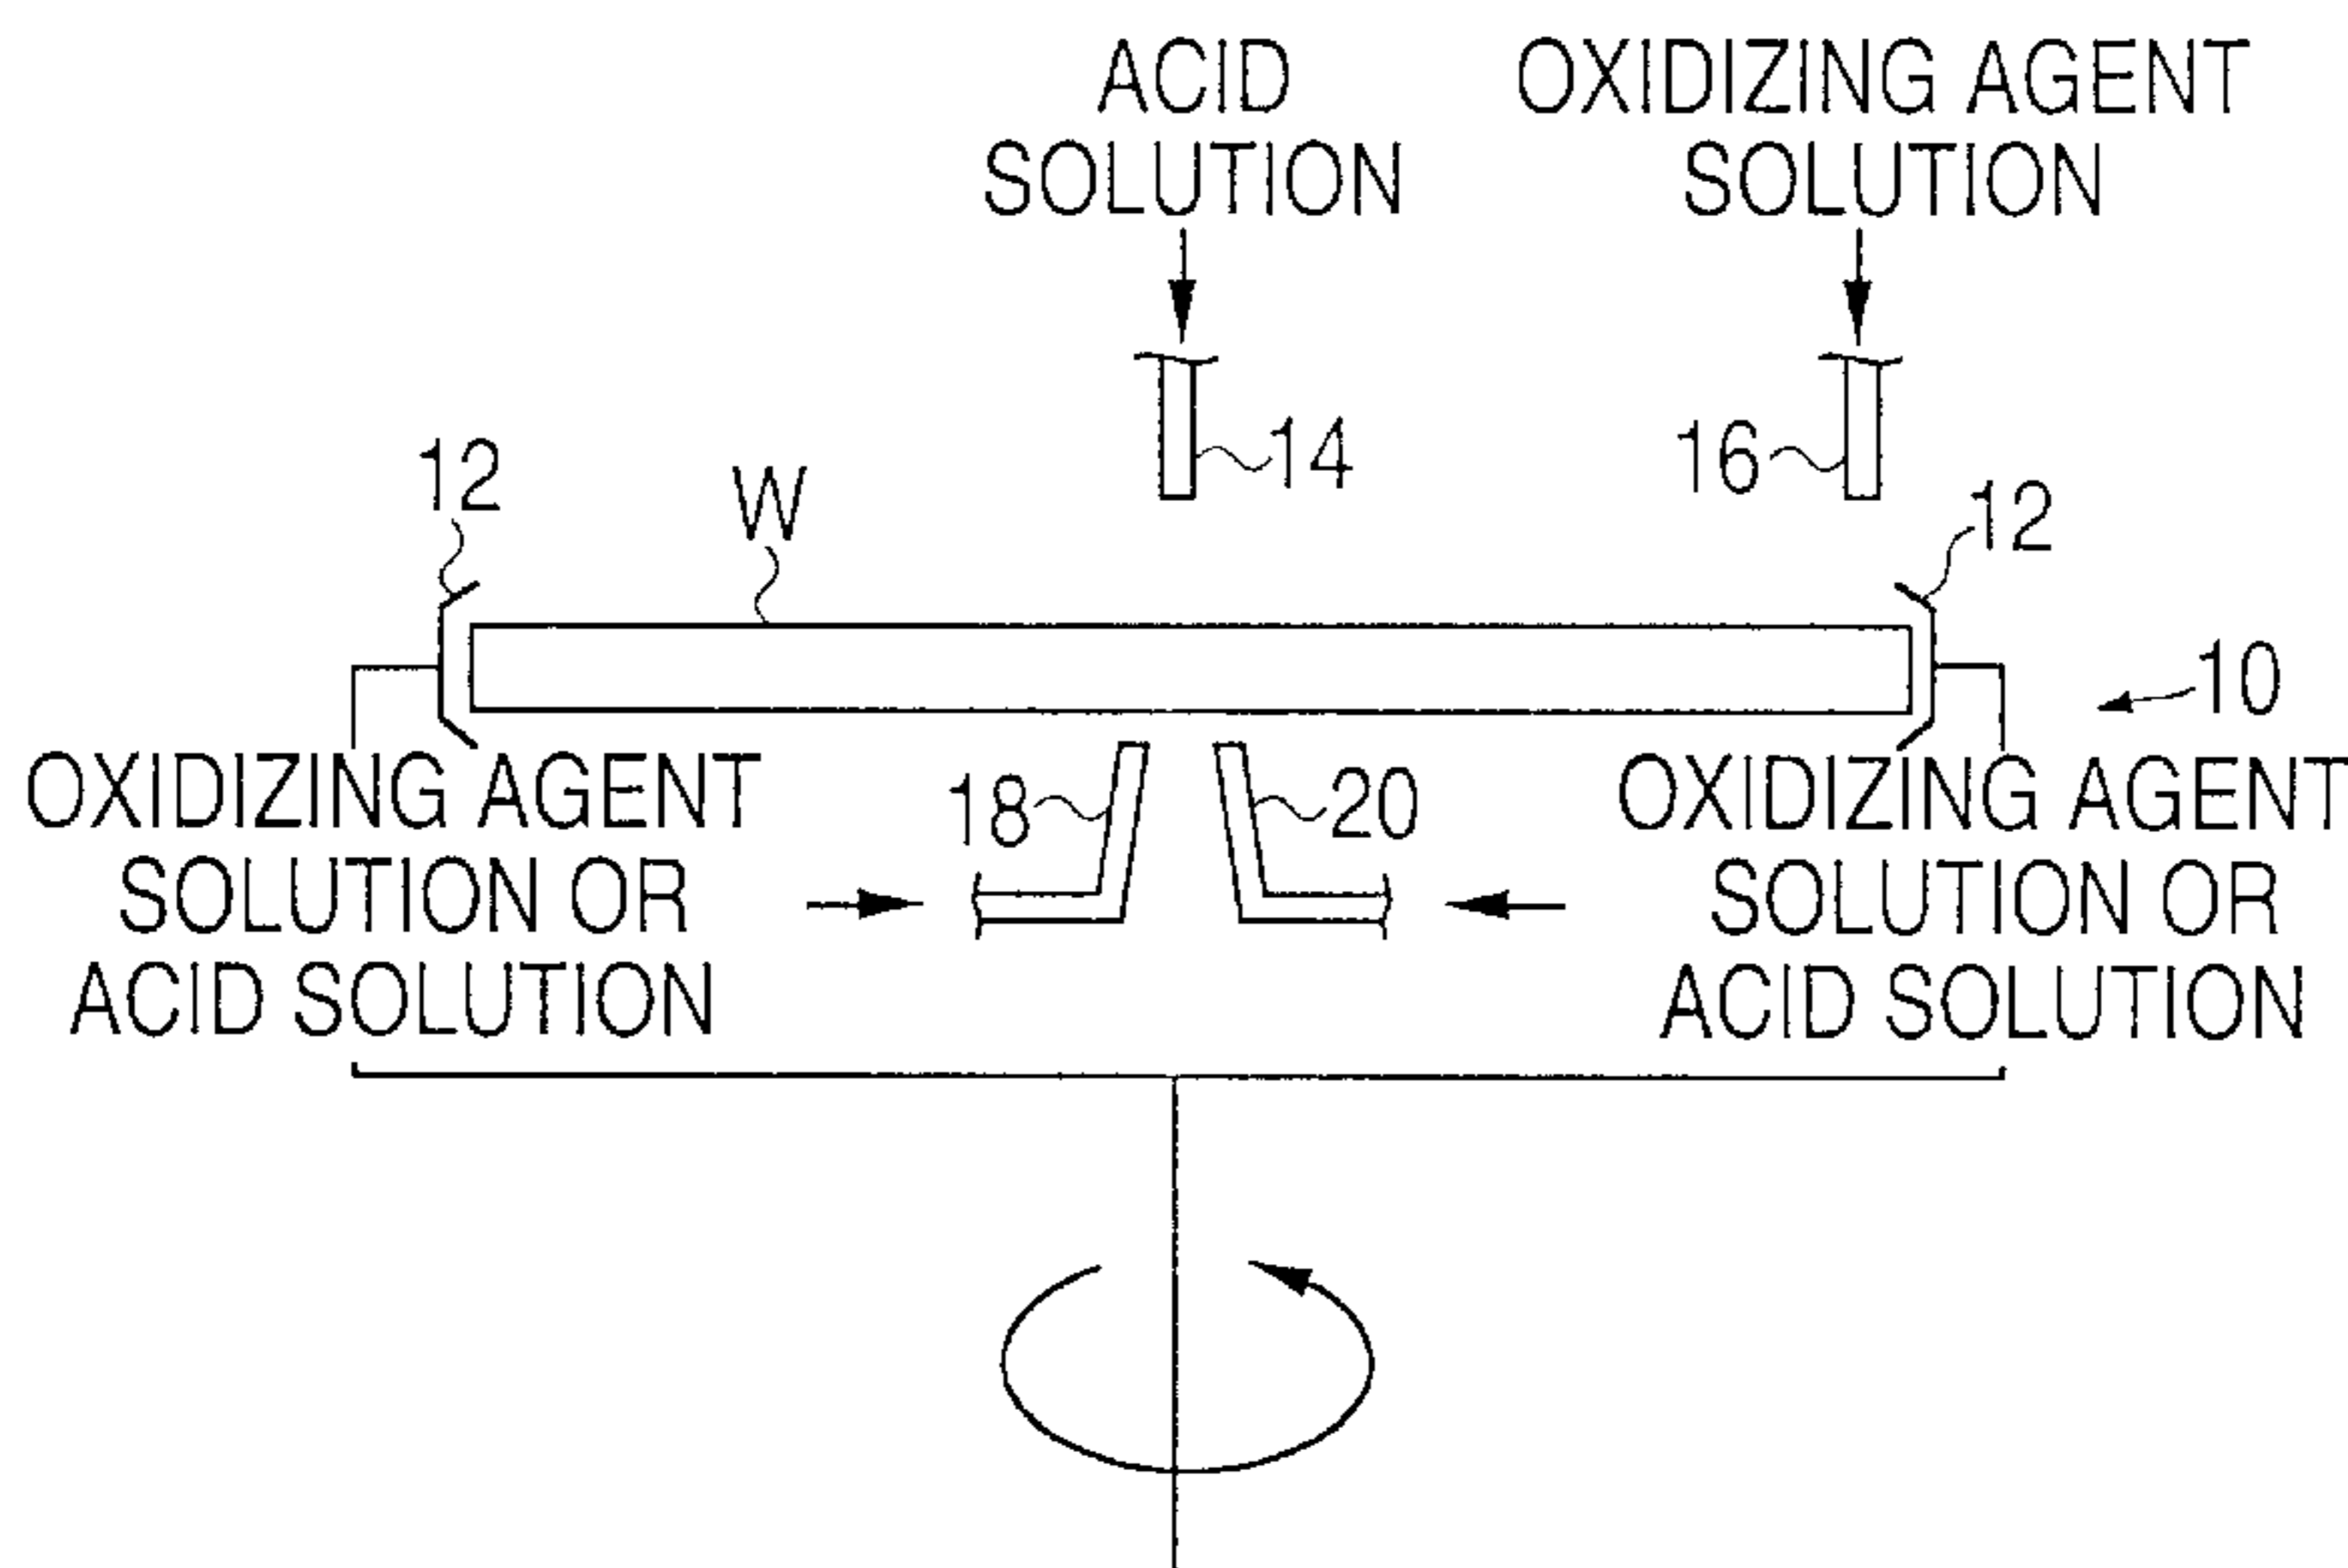 ACID
SOLUTION
OXIDIZING AGENT
SOLUTION
14
16
12
W
12
10
OXIDIZING AGENT
SOLUTION OR
ACID SOLUTION
18
20
OXIDIZING AGENT
SOLUTION OR
ACID SOLUTION